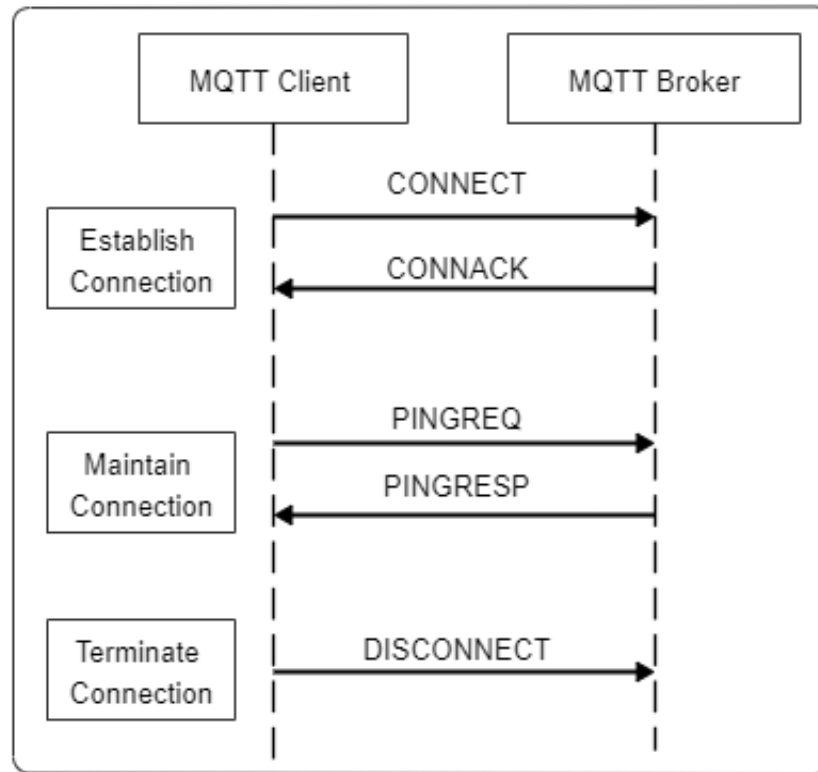 MQTT Client
MQTT Broker
CONNECT
Establish
Connection
CONNACK
PINGREQ
Maintain
Connection
PINGRESP
Terminate
Connection
DISCONNECT